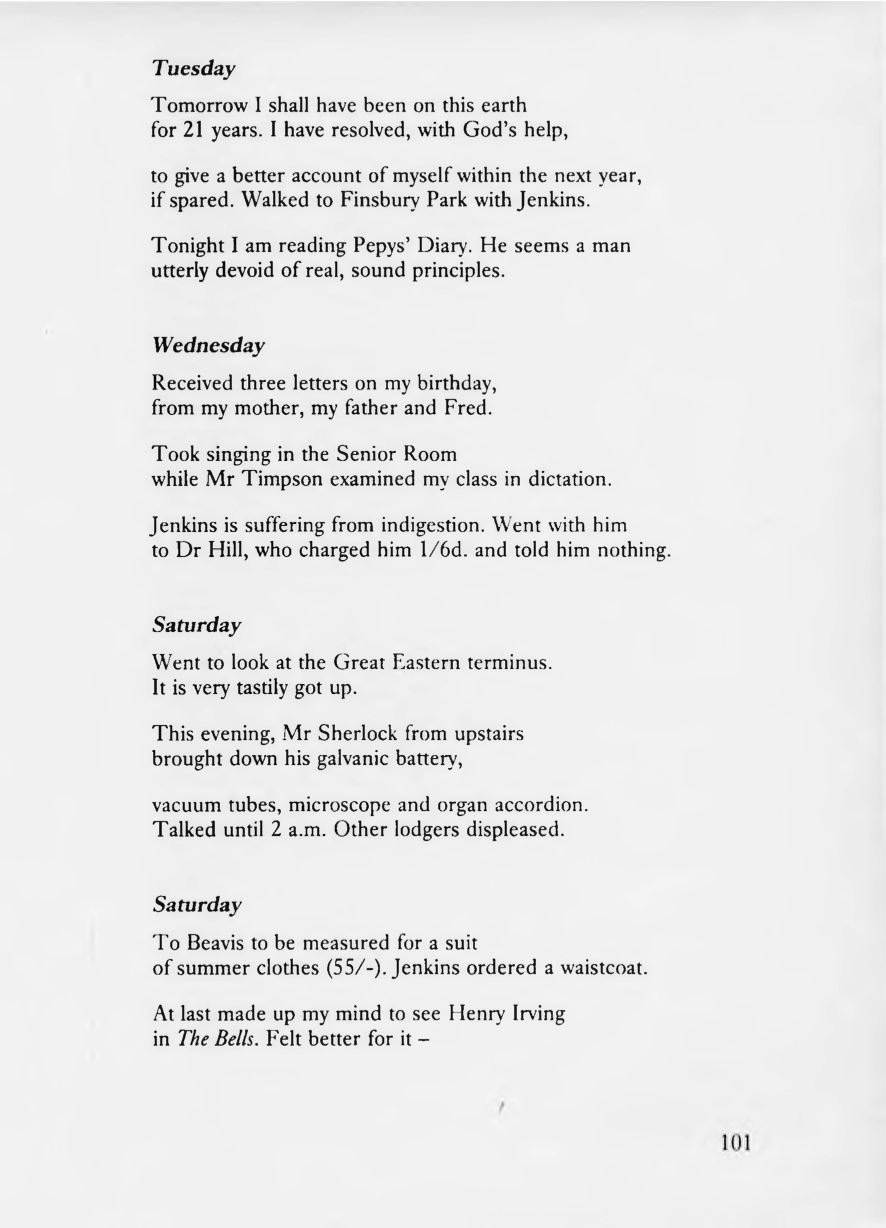 Tuesday
Tomorrow I shall have been on this earth
for 21 years. I have resolved, with God's help,
to give a better account of myself within the next year,
if spared. Walked to Finsbury Park with Jenkins.
Tonight I am reading Pepys' Diary. He seems a man
utterly devoid of real, sound principles.
Wednesday
Received three letters on my birthday,
from my mother, my father and Fred.
Took singing in the Senior Room
while Mr Timpson examined my class in dictation.
Jenkins is suffering from indigestion. Went with him
to Dr Hill, who charged him 1/6d. and told him nothing.
Saturday
Went to look at the Great Eastern terminus.
It is very tastily got up.
This evening, Mr Sherlock from upstairs
brought down his galvanic battery,
vacuum tubes, microscope and organ accordion.
Talked until 2 a.m. Other lodgers displeased.
Saturday
To Beavis to be measured for a suit
of summer clothes (55/-). Jenkins ordered a waistcoat.
At last made up my mind to see Henry Irving
in The Bells. Felt better for it –
101